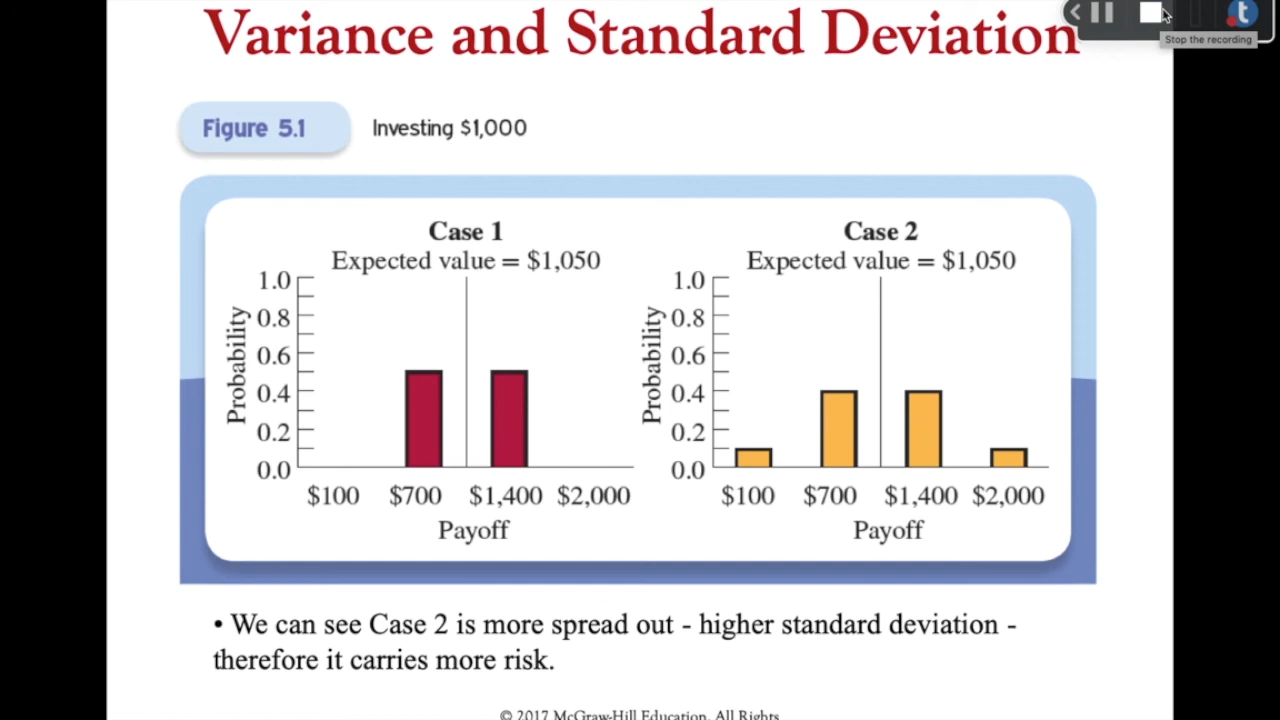 Variance and Standard Deviation
Stop the recording
Figure 5.1 Investing $1,000
Case 1
Expected value = $1,050
Probability
1.0
0.8
0.6
0.4
0.2
0.0
$100 $700 $1,400 $2,000
Payoff
Case 2
Expected value = $1,050
Probability
1.0
0.8
0.6
0.4
0.2
0.0
$100 $700 $1,400 $2,000
Payoff
• We can see Case 2 is more spread out - higher standard deviation -
therefore it carries more risk.
© 2017 McGraw-Hill Education. All Rights